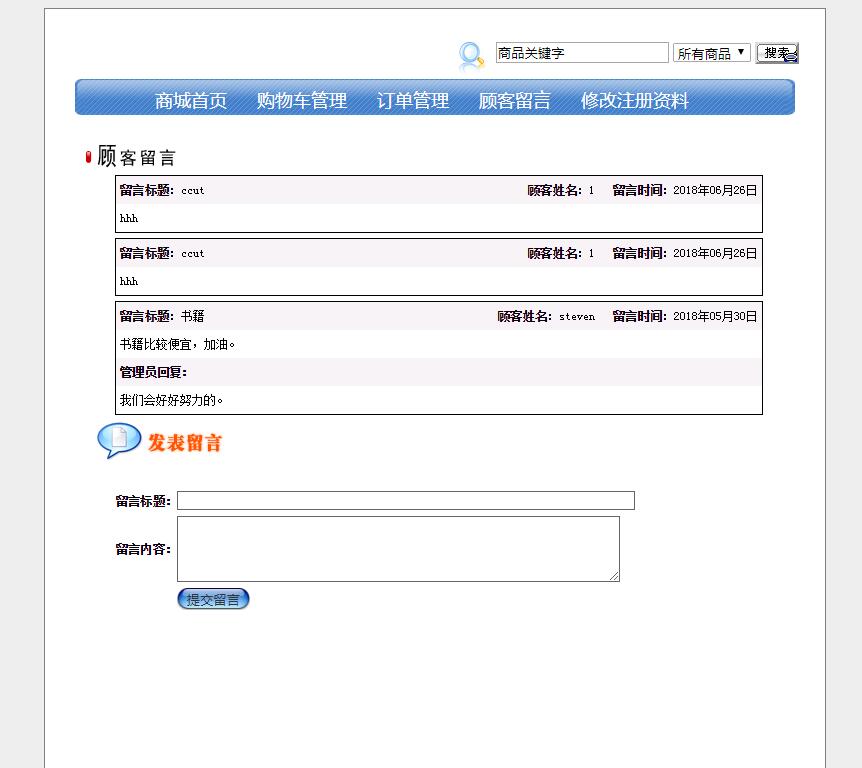 商品关键字 所有商品 搜索
商城首页 购物车管理 订单管理 顾客留言 修改注册资料
顾客留言
留言标题: ccut 顾客姓名: 1 留言时间: 2018年06月26日
hhh
留言标题: ccut 顾客姓名: 1 留言时间: 2018年06月26日
hhh
留言标题: 书籍 顾客姓名: steven 留言时间: 2018年05月30日
书籍比较便宜，加油。
管理员回复:
我们会好好努力的。
发表留言
留言标题:
留言内容:
提交留言